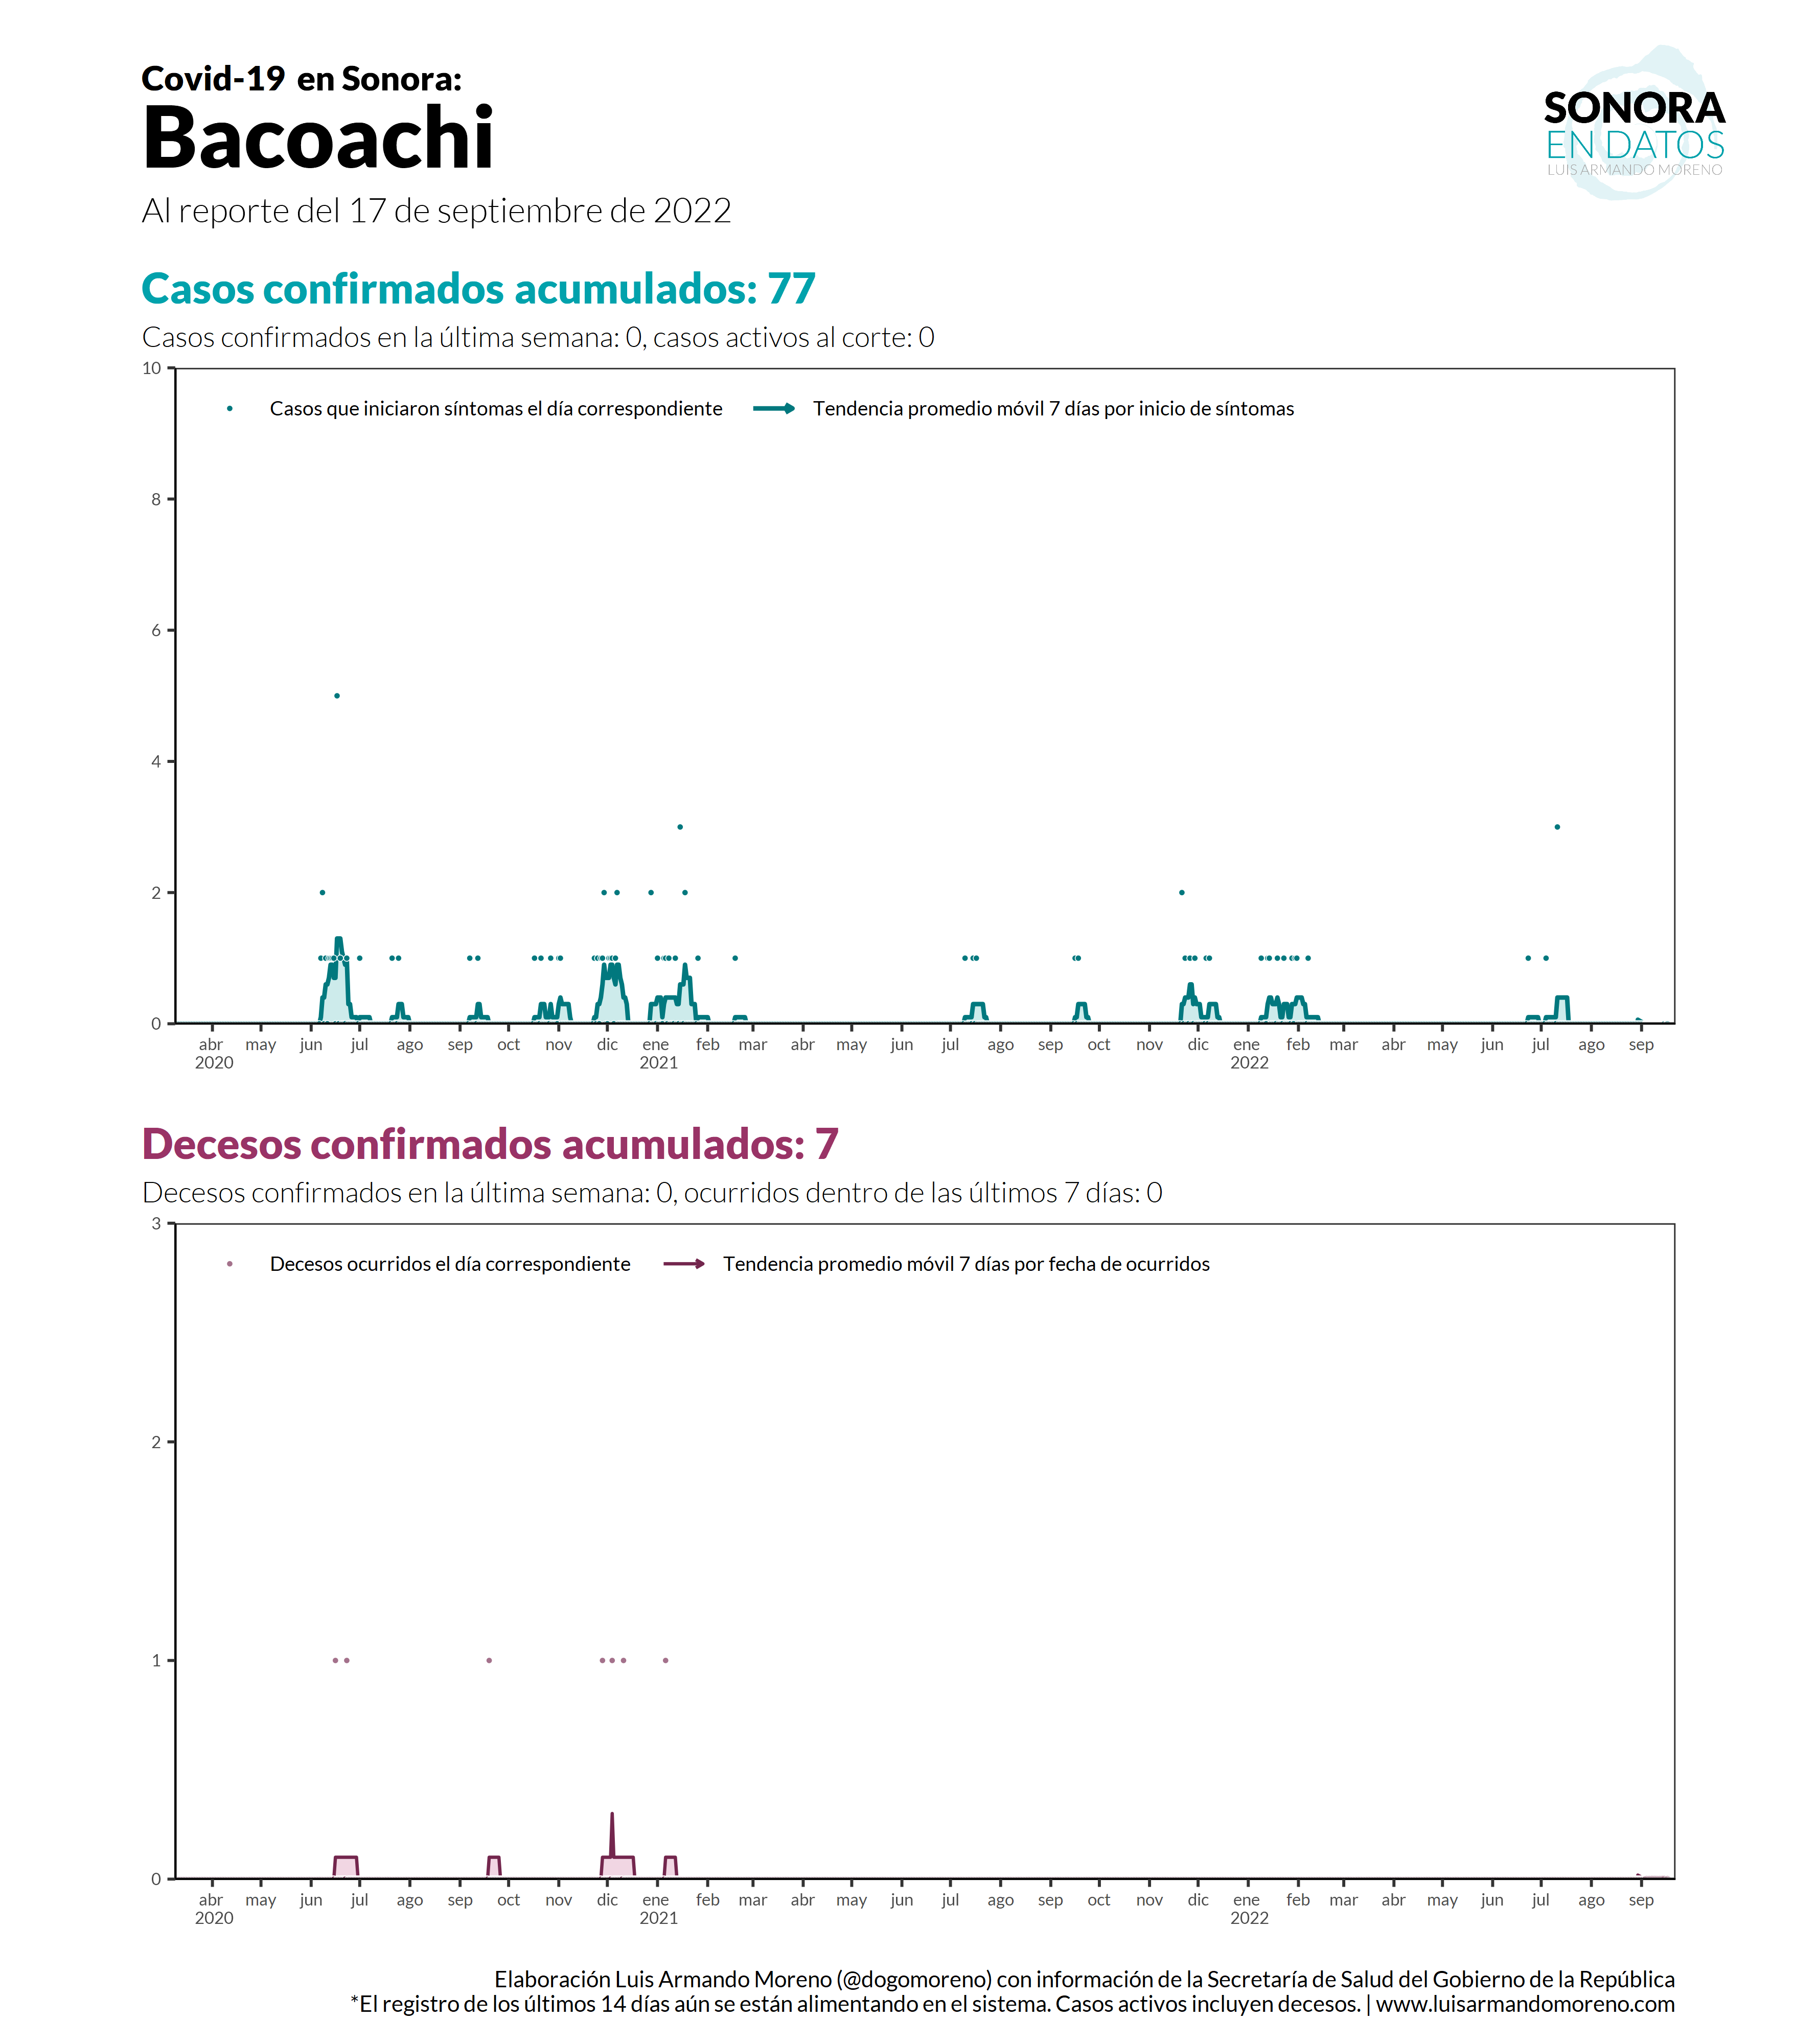 Covid-19 en Sonora:
Bacoachi
Al reporte del 17 de septiembre de 2022
SONORA
EN DATOS
LUIS ARMANDO MORENO
Casos confirmados acumulados: 77
Casos confirmados en la última semana: 0, casos activos al corte: 0
10
Casos que iniciaron síntomas el día correspondiente
Tendencia promedio móvil 7 días por inicio de síntomas
8
6
4
2
0
abr may jun jul ago sep oct nov dic ene feb mar abr may jun jul ago sep oct nov dic ene feb mar abr may jun jul ago sep
2020 2021 2022
Decesos confirmados acumulados: 7
Decesos confirmados en la última semana: 0, ocurridos dentro de las últimos 7 días: 0
3
Decesos ocurridos el día correspondiente
Tendencia promedio móvil 7 días por fecha de ocurridos
2
1
0
abr may jun jul ago sep oct nov dic ene feb mar abr may jun jul ago sep oct nov dic ene feb mar abr may jun jul ago sep
2020 2021 2022
Elaboración Luis Armando Moreno (@dogomoreno) con información de la Secretaría de Salud del Gobierno de la República
*El registro de los últimos 14 días aún se están alimentando en el sistema. Casos activos incluyen decesos. | www.luisarmandomoreno.com